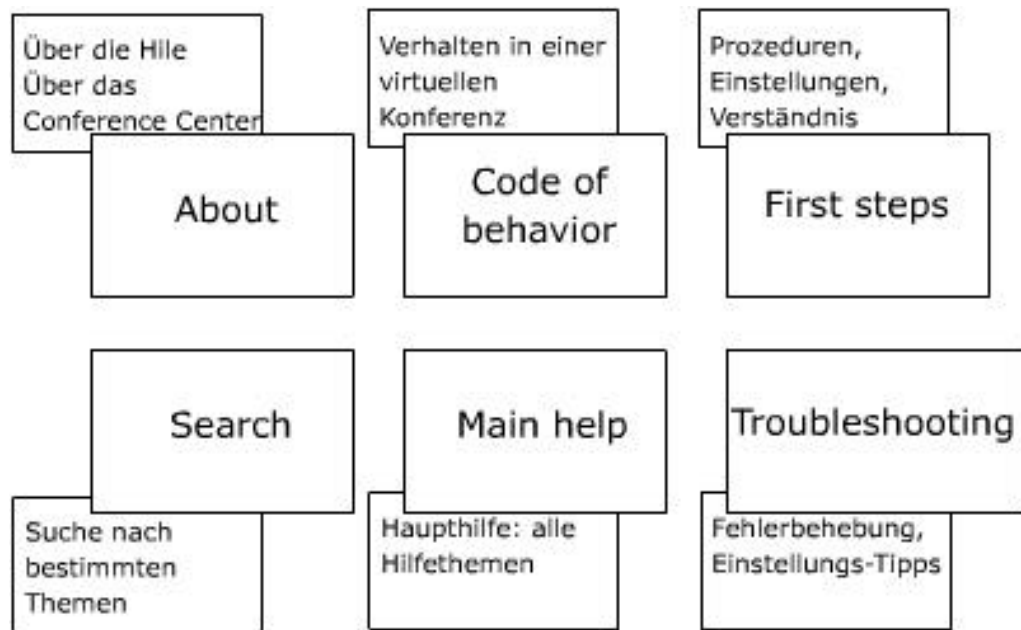 Über die Hile
Über das
Conference Center
About
Verhalten in einer
virtuellen
Konferenz
Code of
behavior
Prozeduren,
Einstellungen,
Verständnis
First steps
Search
Suche nach
bestimmten
Themen
Main help
Haupthilfe: alle
Hilfethemen
Troubleshooting
Fehlerbehebung,
Einstellungs-Tipps